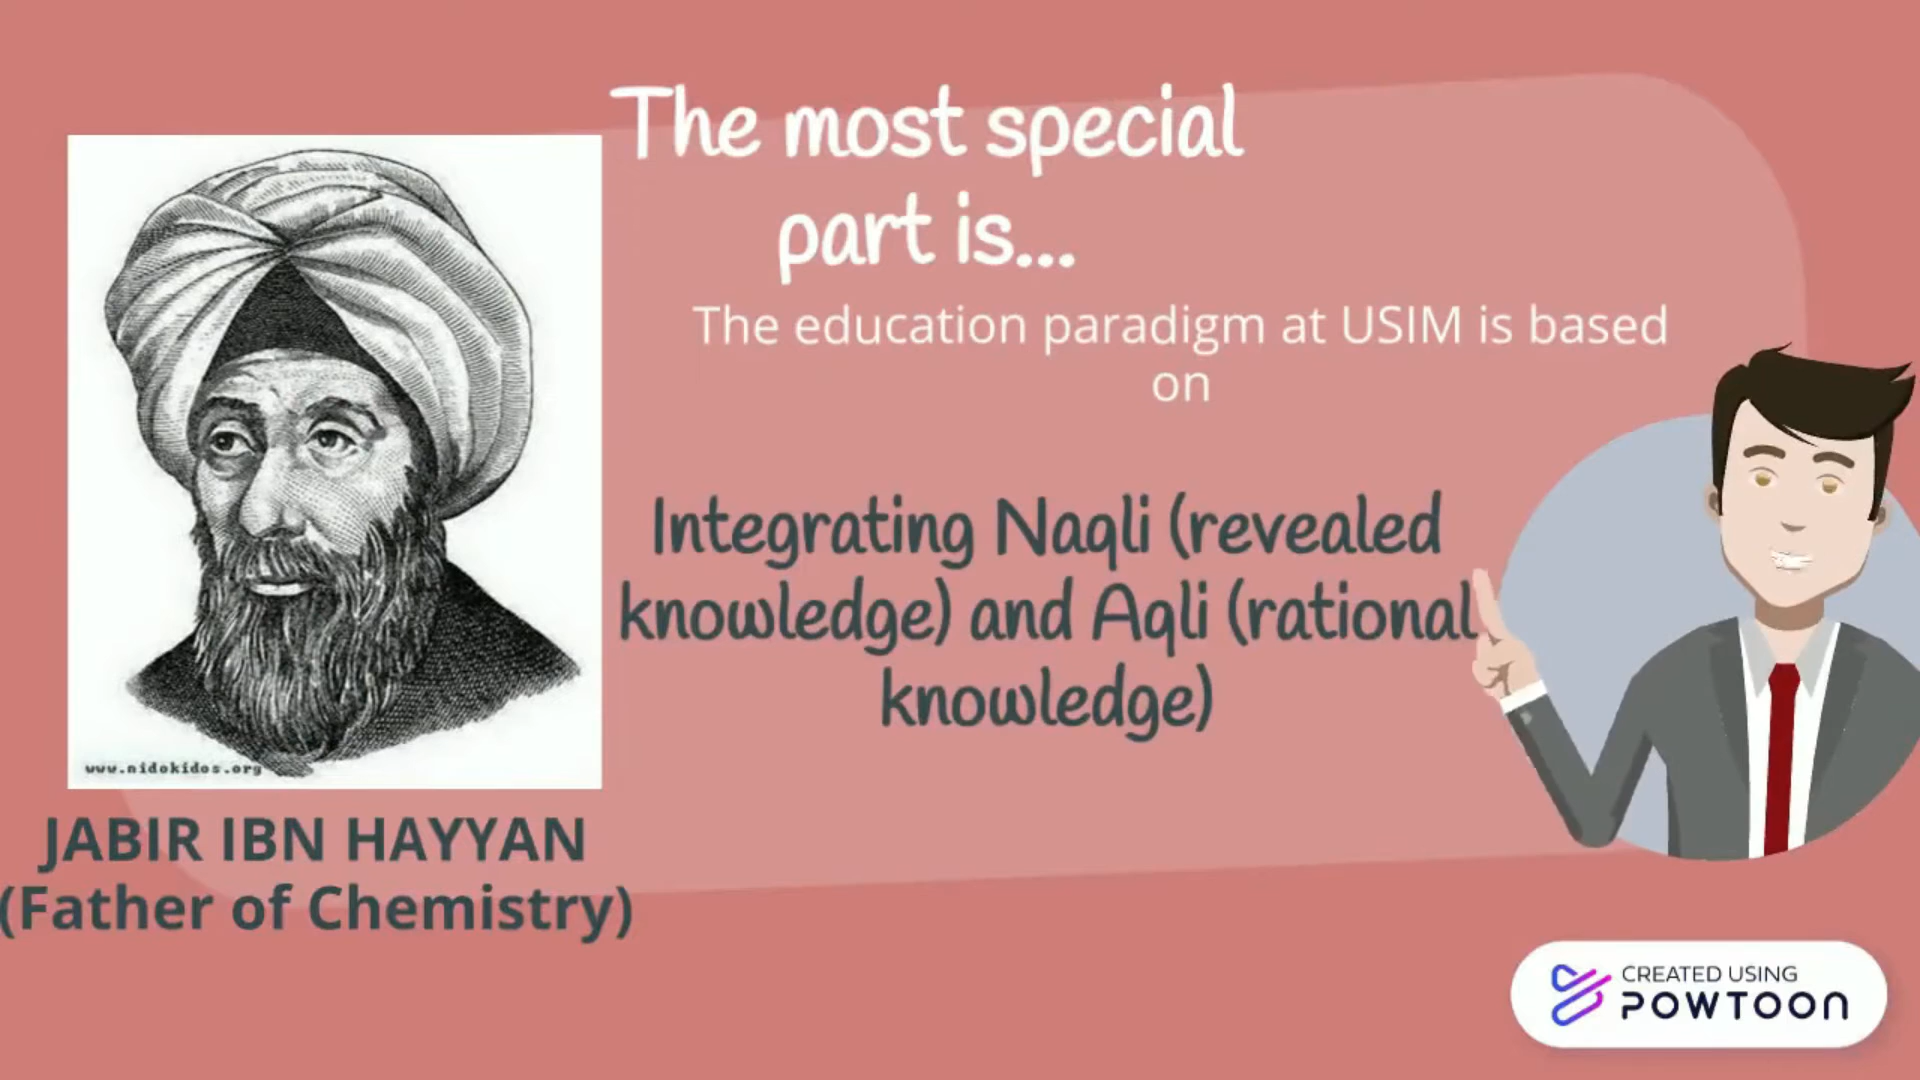 The most special
part is...
The education paradigm at USIM is based
on
Integrating Naqli (revealed
knowledge) and Aqli (rational
knowledge)
www.nidokidos.org
JABIR IBN HAYYAN
(Father of Chemistry)
CREATED USING
POWTOON